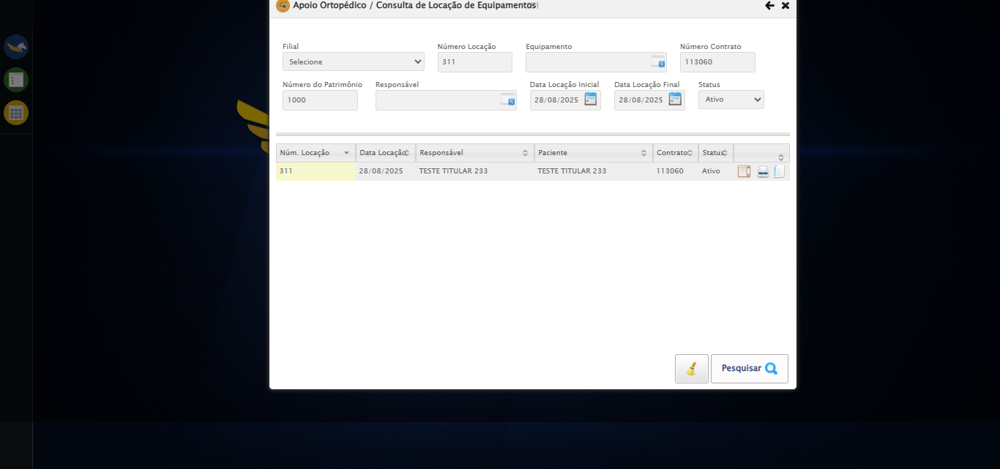 Apoio Ortopédico / Consulta de Locação de Equipamentos
Filial
Número Locação
Equipamento
Número Contrato
Selecione
311
113060
Número do Patrimônio
Responsável
Data Locação Inicial
Data Locação Final
Status
1000
28/08/2025
28/08/2025
Ativo
Núm. Locação Data Locação Responsável Paciente Contrato Status
311 28/08/2025 TESTE TITULAR 233 TESTE TITULAR 233 113060 Ativo
Pesquisar